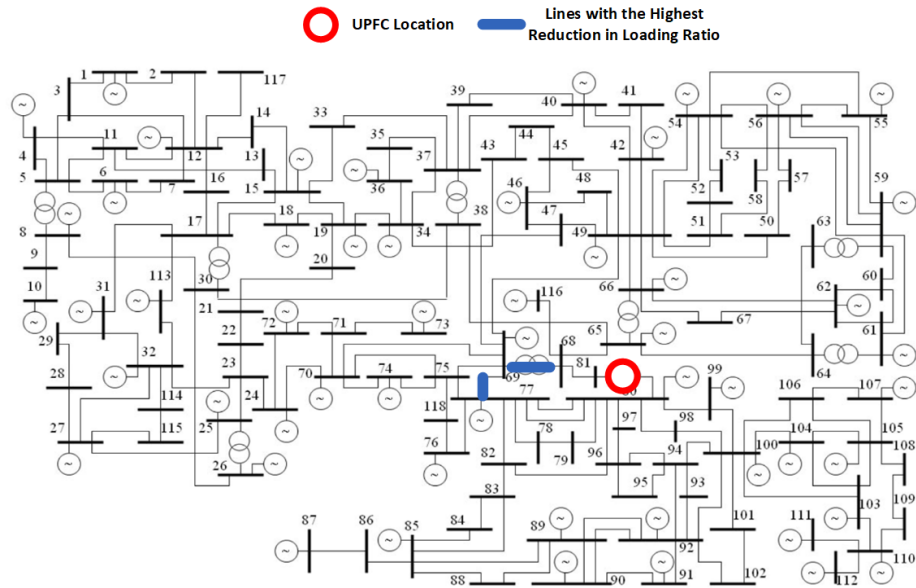 UPFC Location
Lines with the Highest
Reduction in Loading Ratio
1 2 117 3 14 33 39 40 41
4 11 12 13 35 37 43 44 45 42 54 56 55
5 6 7 16 15 36 46 48 53 52 58 57 59
8 17 18 19 34 38 47 49 51 50 63
9 20 60
10 31 113 30 116 66 62
29 21 72 71 73 65 67 61
28 32 22 68 81 64
23 70 74 75 69 77 99 106 107
27 114 24 118 78 97 98 104 105
115 25 76 79 96 94 100 108
26 82 95 93 103 109
83 101 111
87 86 85 84 89 92 110
88 90 91 102 112
~